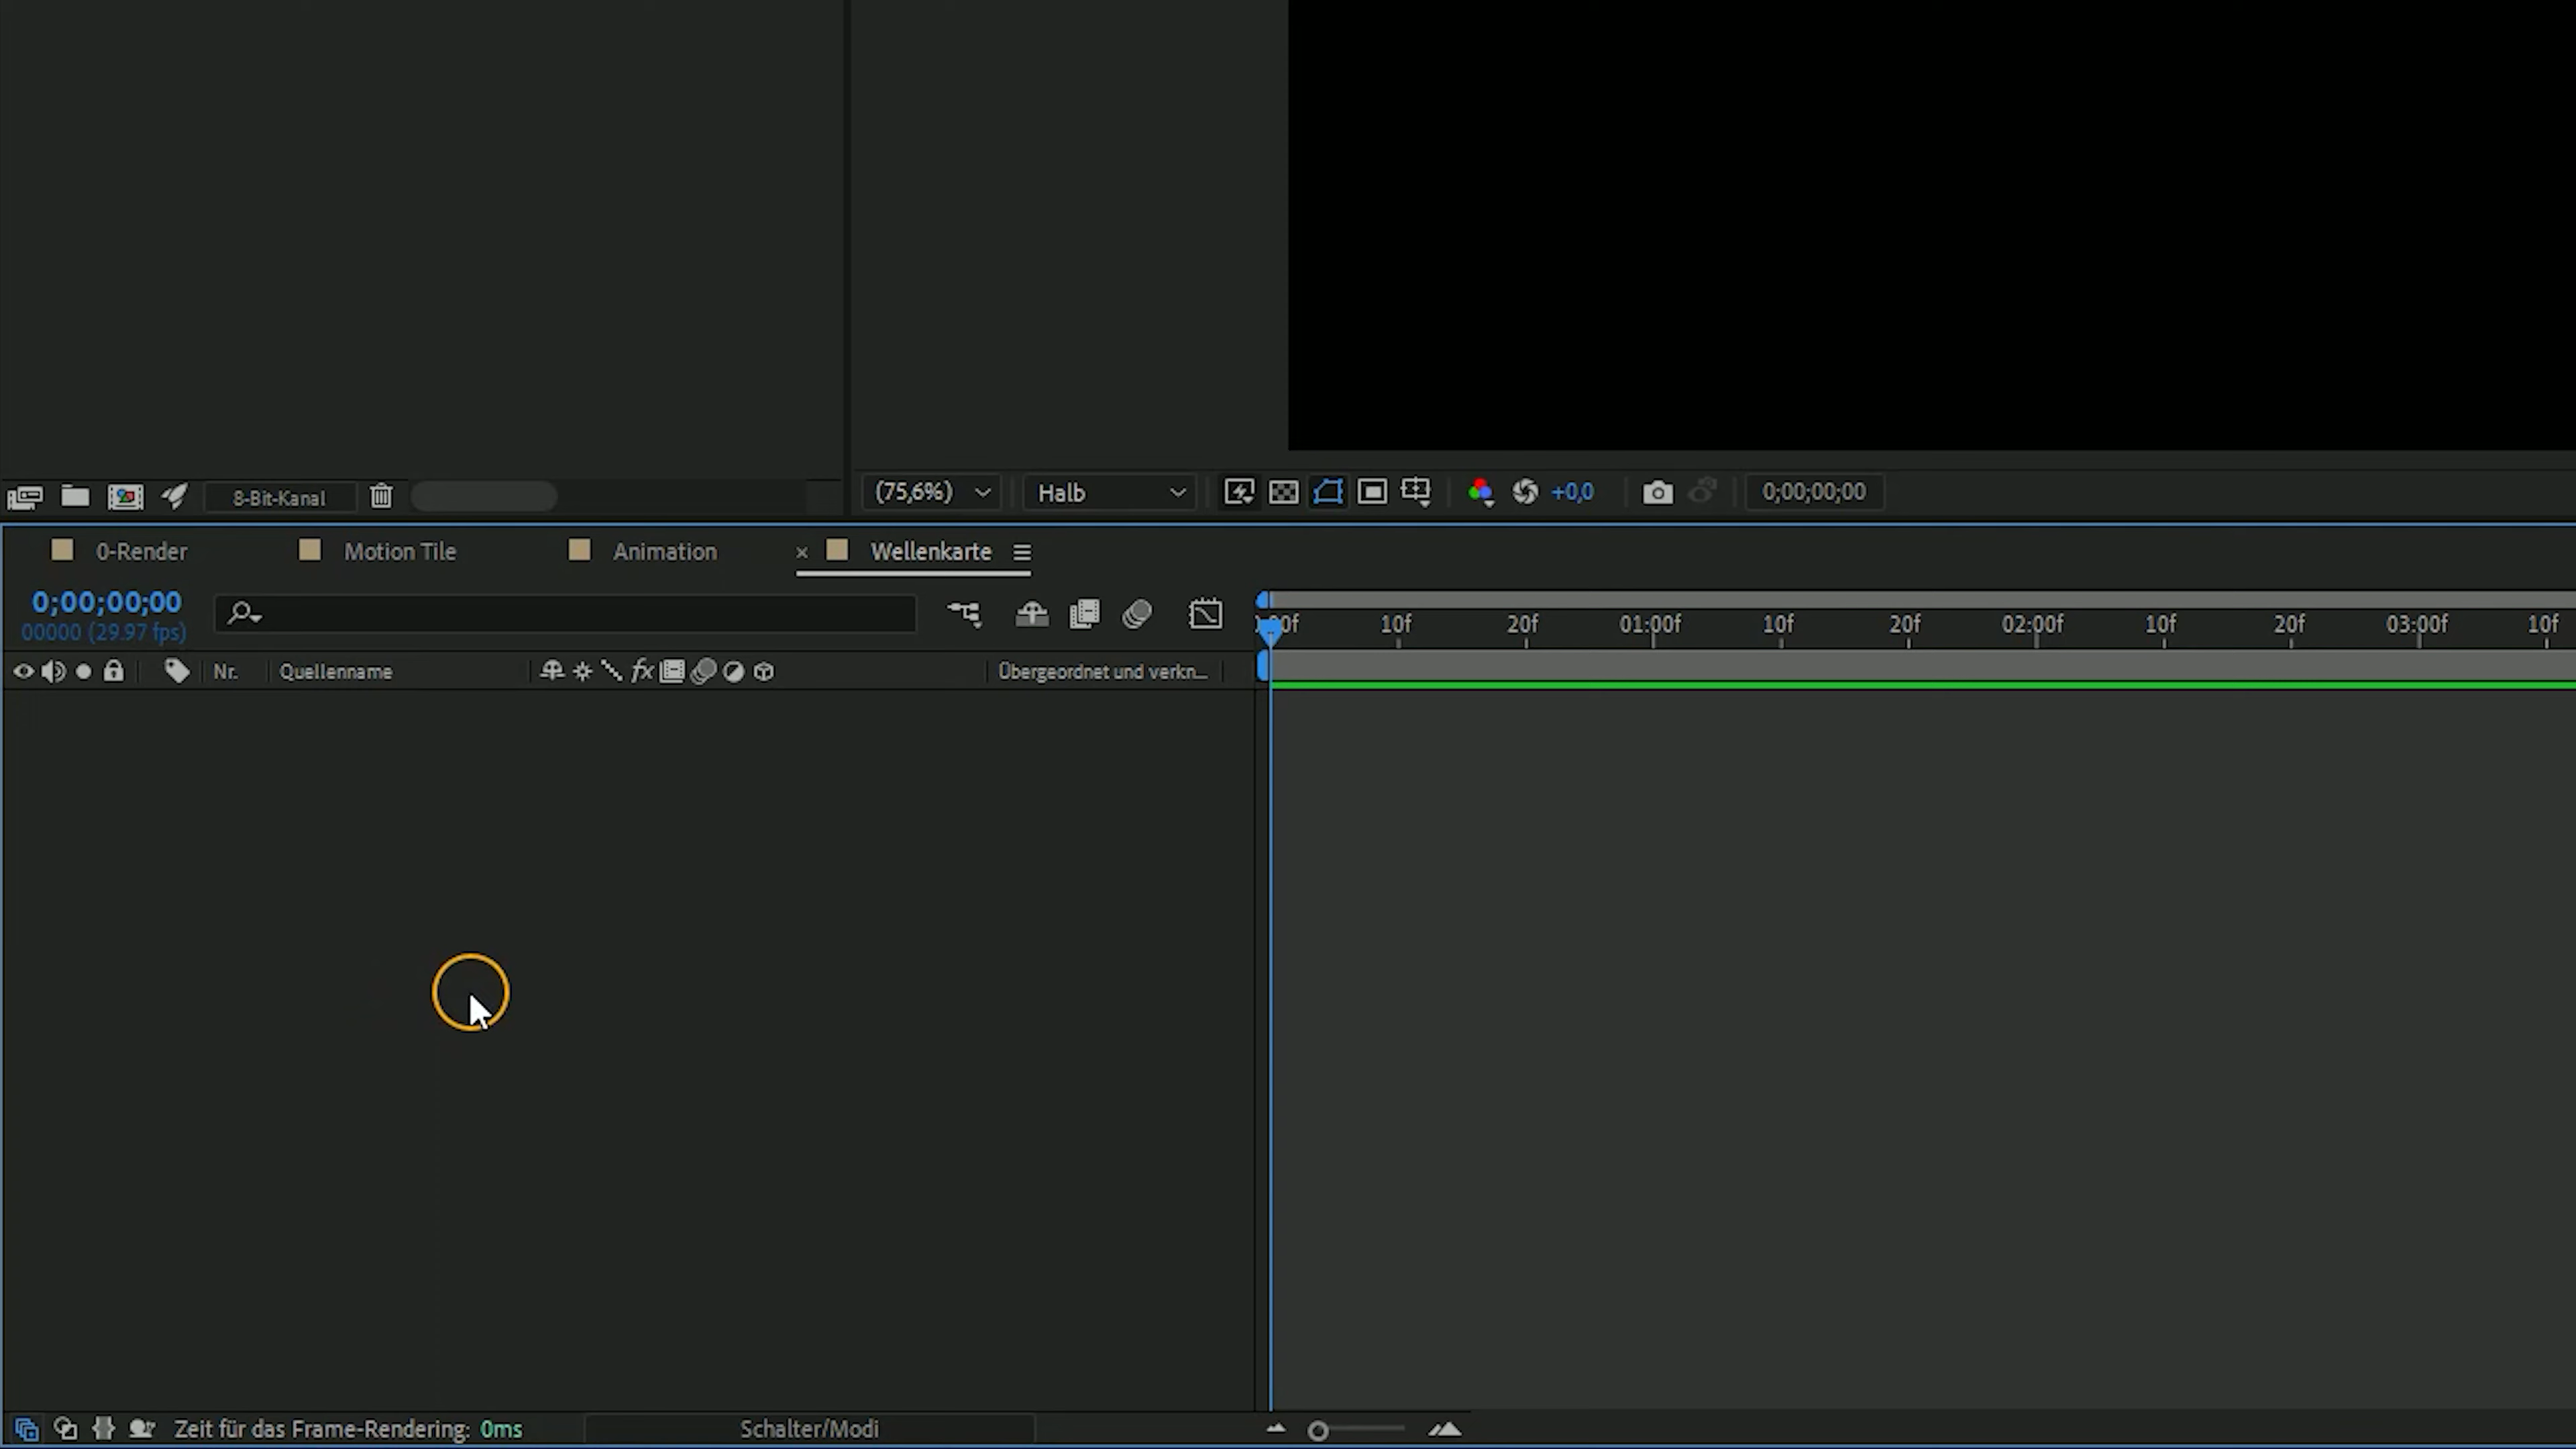 8-Bit-Kanal
(75,6%) Halb +0,0 0;00;00;00
0-Render Motion Tile Animation × Wellenkarte
0;00;00;00
00000 (29.97 fps)
10f 20f 01:00f 10f 20f 02:00f 10f 20f 03:00f 10f
Nr. Quellenname fx Übergeordnet und verkn...
Zeit für das Frame-Rendering: 0ms Schalter/Modi